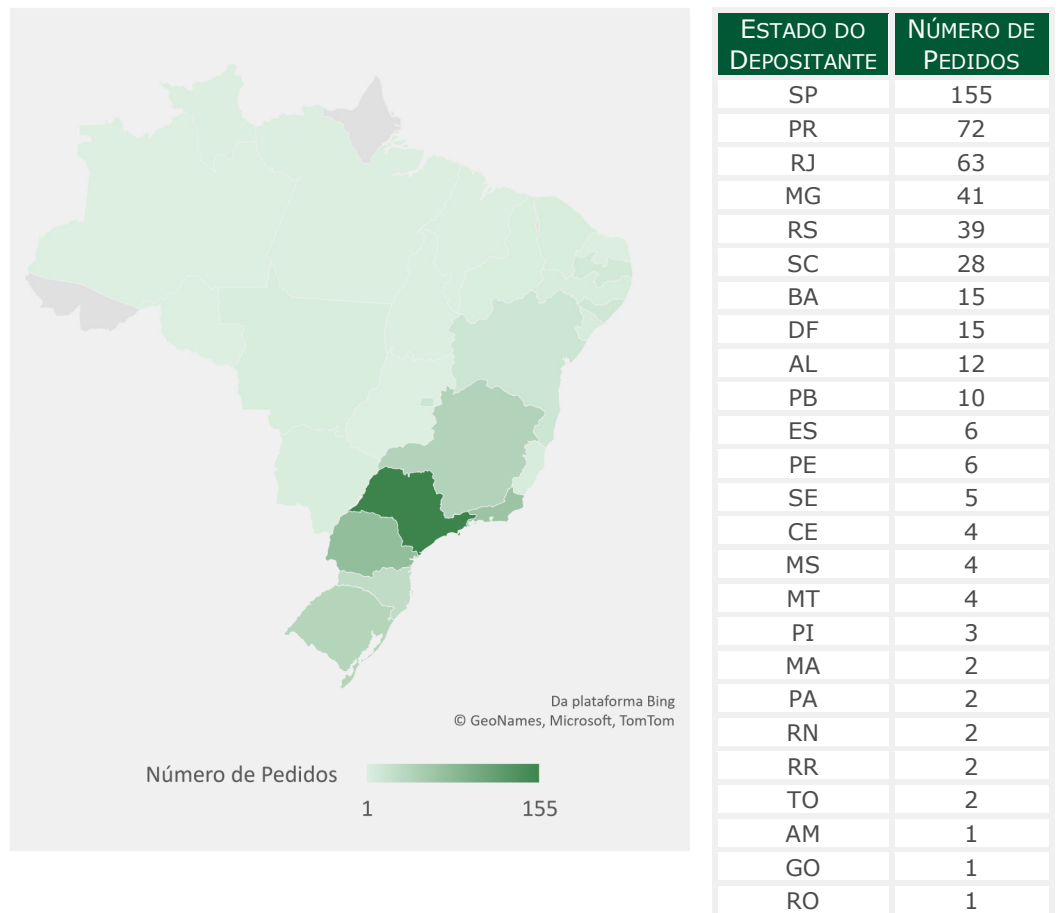 Da plataforma Bing
© GeoNames, Microsoft, TomTom
Número de Pedidos
1 155
ESTADO DO DEPOSITANTE NÚMERO DE PEDIDOS
SP 155
PR 72
RJ 63
MG 41
RS 39
SC 28
BA 15
DF 15
AL 12
PB 10
ES 6
PE 6
SE 5
CE 4
MS 4
MT 4
PI 3
MA 2
PA 2
RN 2
RR 2
TO 2
AM 1
GO 1
RO 1